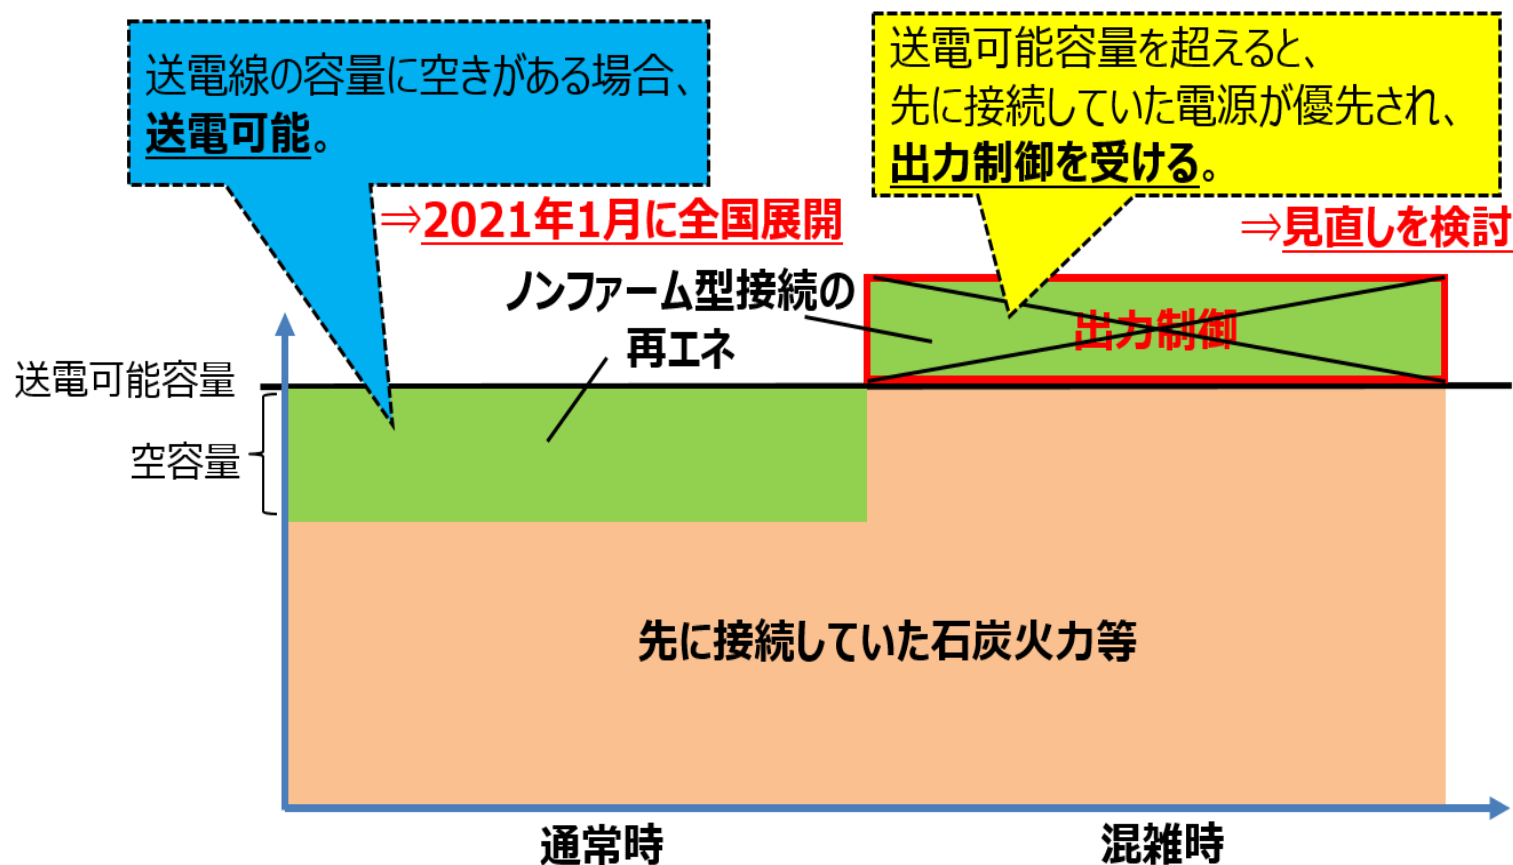 送電線の容量に空きがある場合、
送電可能。
⇒2021年1月に全国展開
送電可能容量を超えると、
先に接続していた電源が優先され、
出力制御を受ける。
⇒見直しを検討
ノンファーム型接続の
再エネ
出力制御
送電可能容量
空容量
先に接続していた石炭火力等
通常時
混雑時